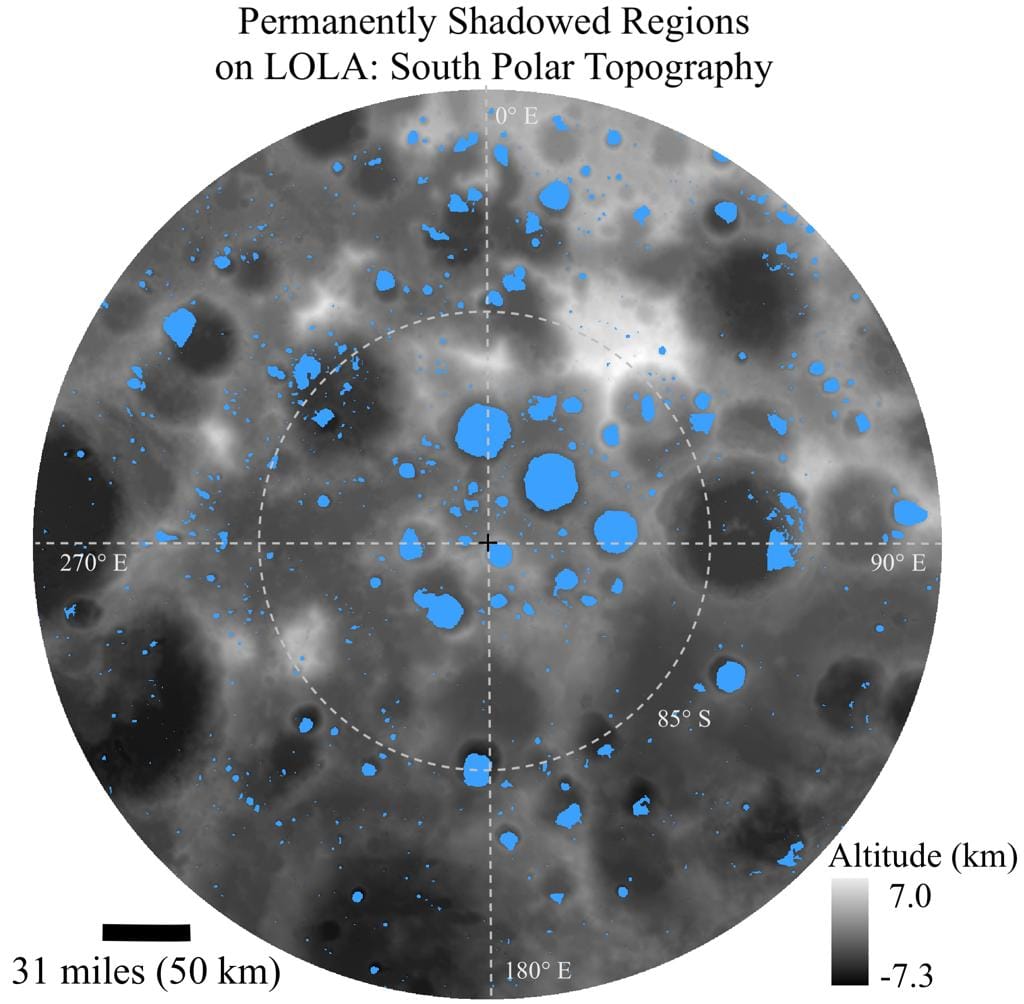 Permanently Shadowed Regions
on LOLA: South Polar Topography
0° E
270° E
90° E
85° S
Altitude (km)
7.0
-7.3
31 miles (50 km)
180° E